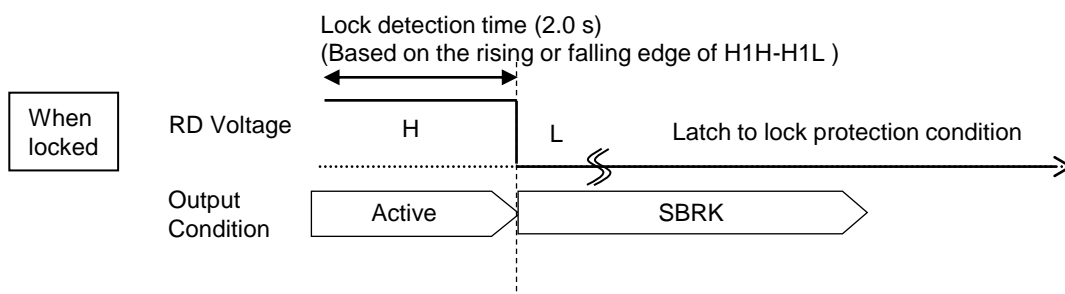 Lock detection time (2.0 s)
(Based on the rising or falling edge of H1H-H1L )
When
locked
RD Voltage
H
L
Latch to lock protection condition
Output
Condition
Active
SBRK